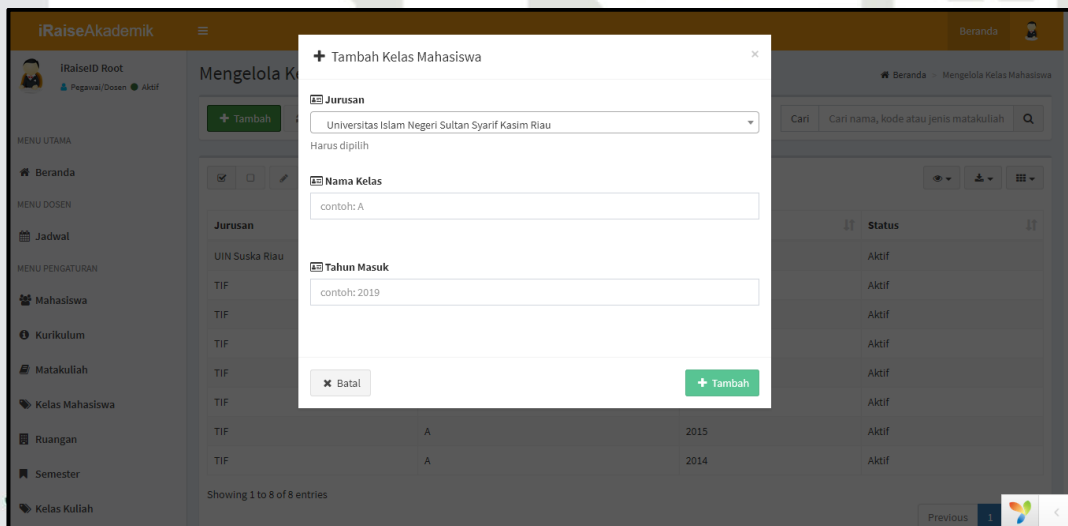 iRaiseAkademik
Beranda
iRaiseID Root
Pegawai/Dosen Aktif
MENU UTAMA
Beranda
MENU DOSEN
Jadwal
MENU PENGATURAN
Mahasiswa
Kurikulum
Matakuliah
Kelas Mahasiswa
Ruangan
Semester
Kelas Kuliah
Mengelola Ke
Beranda > Mengelola Kelas Mahasiswa
+ Tambah
Cari
Cari nama, kode atau jenis matakuliah
+ Tambah Kelas Mahasiswa
×
Jurusan
Universitas Islam Negeri Sultan Syarif Kasim Riau
Harus dipilih
Nama Kelas
contoh: A
Tahun Masuk
contoh: 2019
Batal
+ Tambah
Jurusan Status
UIN Suska Riau Aktif
TIF Aktif
TIF Aktif
TIF Aktif
TIF Aktif
TIF Aktif
TIF A 2015 Aktif
TIF A 2014 Aktif
Showing 1 to 8 of 8 entries
Previous 1